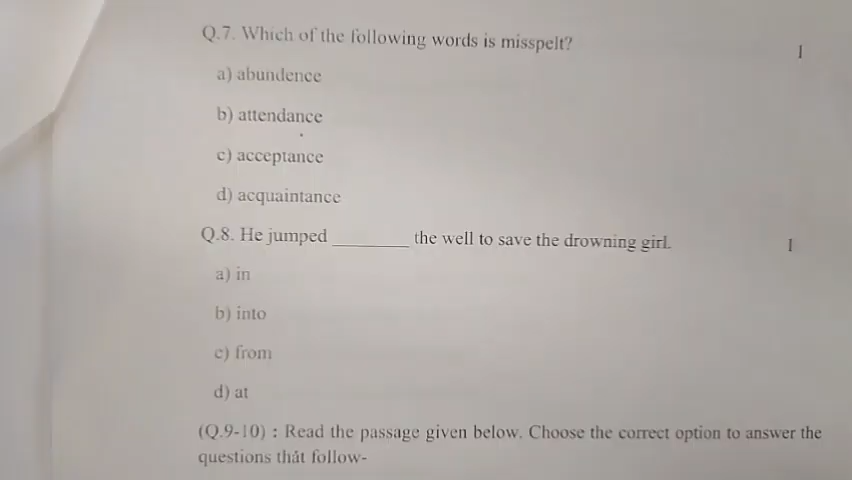 Q.7. Which of the following words is misspelt? 1
a) abundence
b) attendance
c) acceptance
d) acquaintance
Q.8. He jumped ________ the well to save the drowning girl. 1
a) in
b) into
c) from
d) at
(Q.9-10) : Read the passage given below. Choose the correct option to answer the
questions that follow-